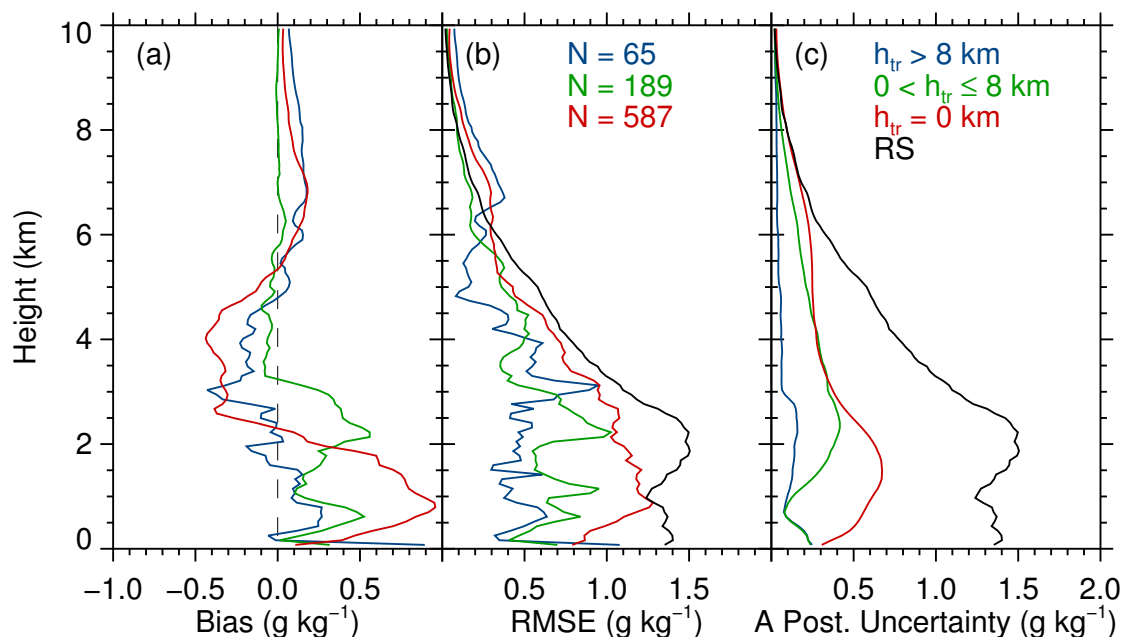 (a) (b) (c)
N = 65
N = 189
N = 587
h_tr > 8 km
0 < h_tr ≤ 8 km
h_tr = 0 km
RS
Height (km)
10
8
6
4
2
0
−1.0 −0.5 0.0 0.5
0.5 1.0 1.5
0.5 1.0 1.5 2.0
Bias (g kg⁻¹)
RMSE (g kg⁻¹)
A Post. Uncertainty (g kg⁻¹)